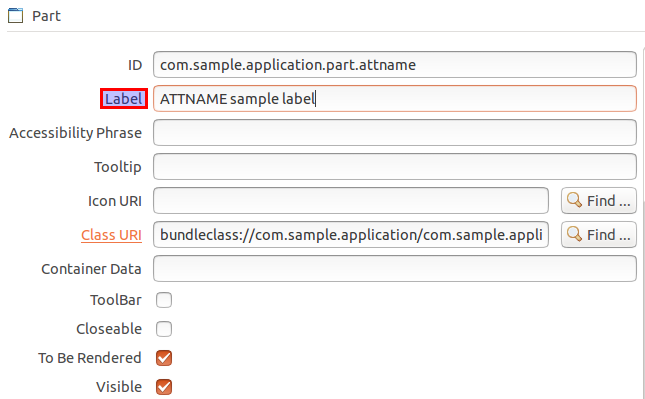 Part
ID com.sample.application.part.attname
Label ATTNAME sample label
Accessibility Phrase
Tooltip
Icon URI Find ...
Class URI bundleclass://com.sample.application/com.sample.appli Find ...
Container Data
ToolBar
Closeable
To Be Rendered
Visible